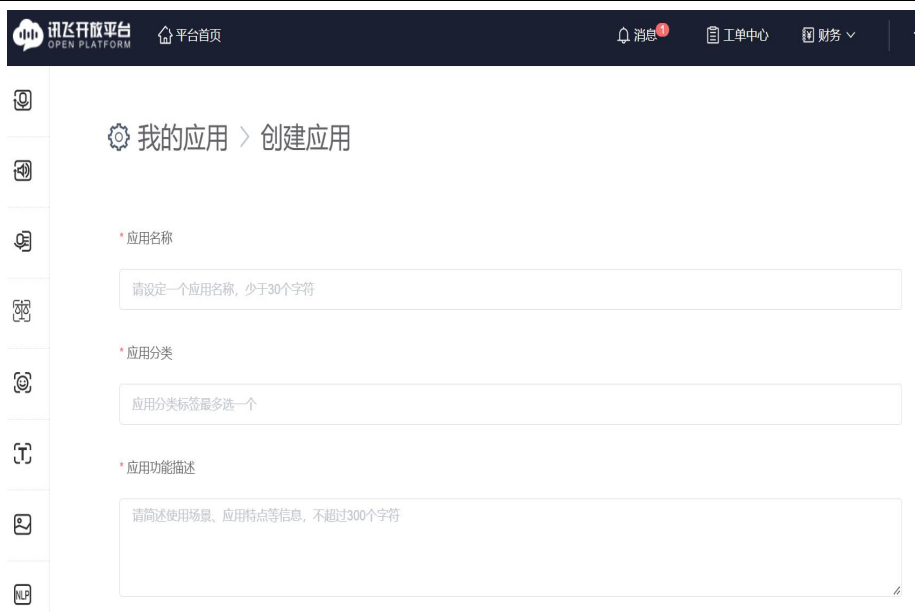 讯飞开放平台
OPEN PLATFORM
平台首页
消息 1
工单中心
财务
我的应用 > 创建应用
* 应用名称
请设定一个应用名称，少于30个字符
* 应用分类
应用分类标签最多选一个
* 应用功能描述
请简述使用场景、应用特点等信息，不超过300个字符
T
NLP